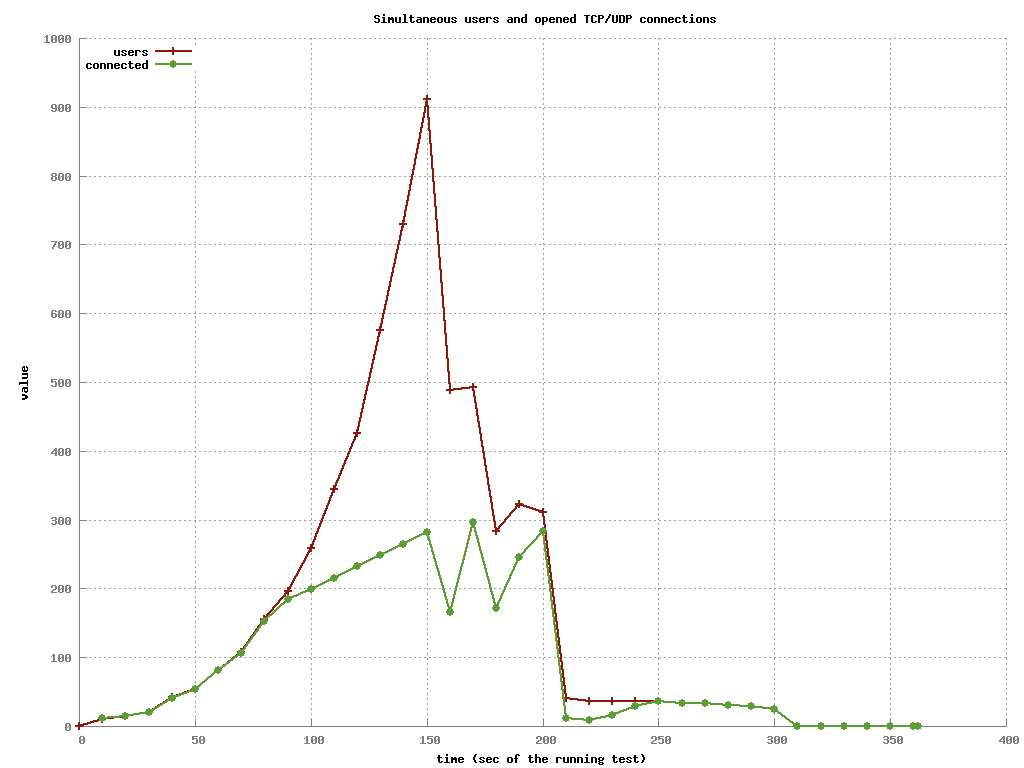 Simultaneous users and opened TCP/UDP connections
1000
900
800
700
600
500
400
300
200
100
0
users
connected
value
0 50 100 150 200 250 300 350 400
time (sec of the running test)